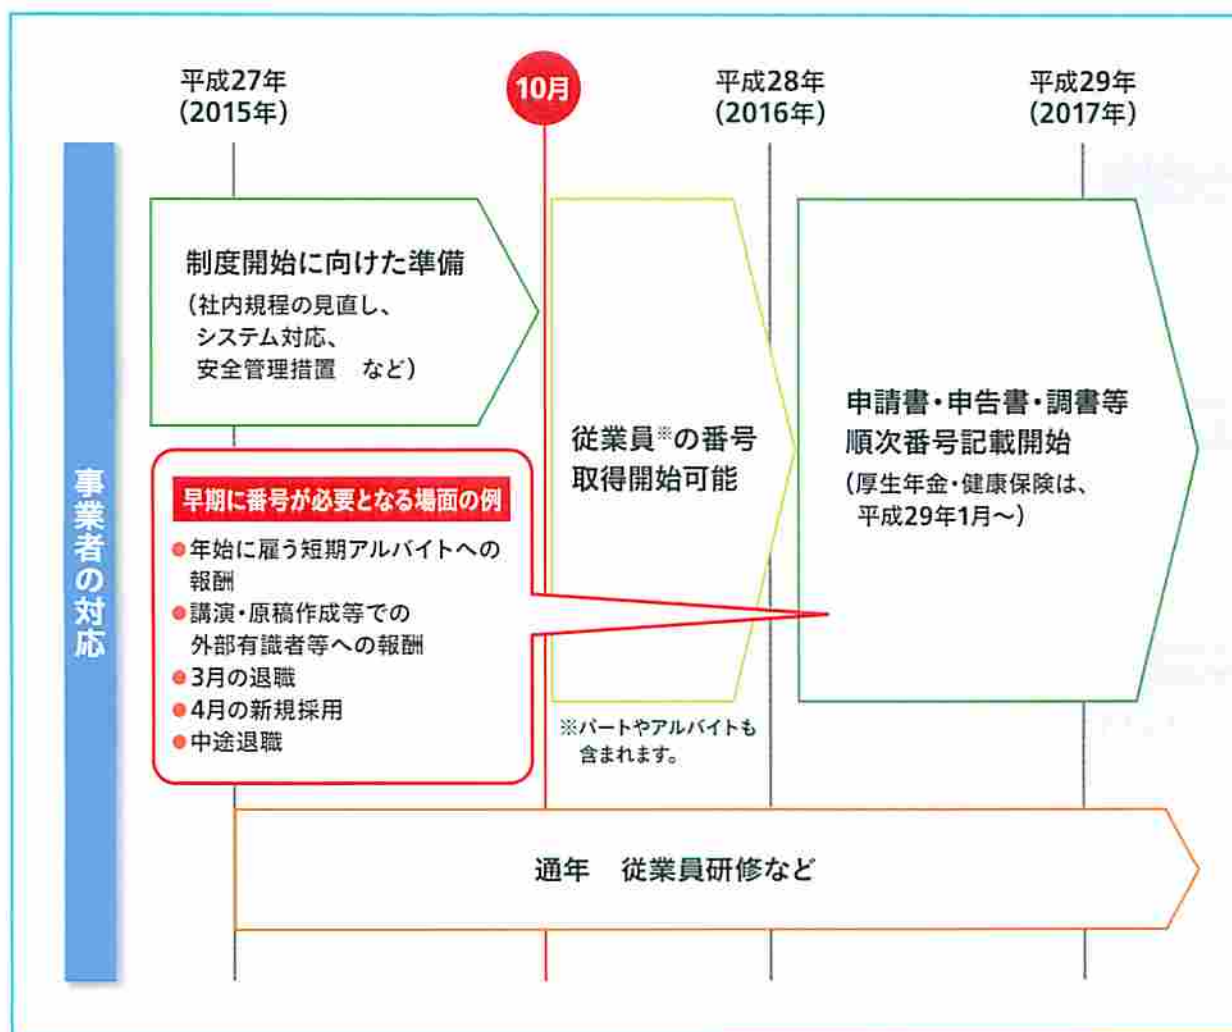 平成27年
(2015年)
10月
平成28年
(2016年)
平成29年
(2017年)
事業者の対応
制度開始に向けた準備
(社内規程の見直し、
システム対応、
安全管理措置　など)
早期に番号が必要となる場面の例
●年始に雇う短期アルバイトへの
報酬
●講演・原稿作成等での
外部有識者等への報酬
●3月の退職
●4月の新規採用
●中途退職
従業員※の番号
取得開始可能
※パートやアルバイトも
含まれます。
申請書・申告書・調書等
順次番号記載開始
(厚生年金・健康保険は、
平成29年1月～)
通年　従業員研修など